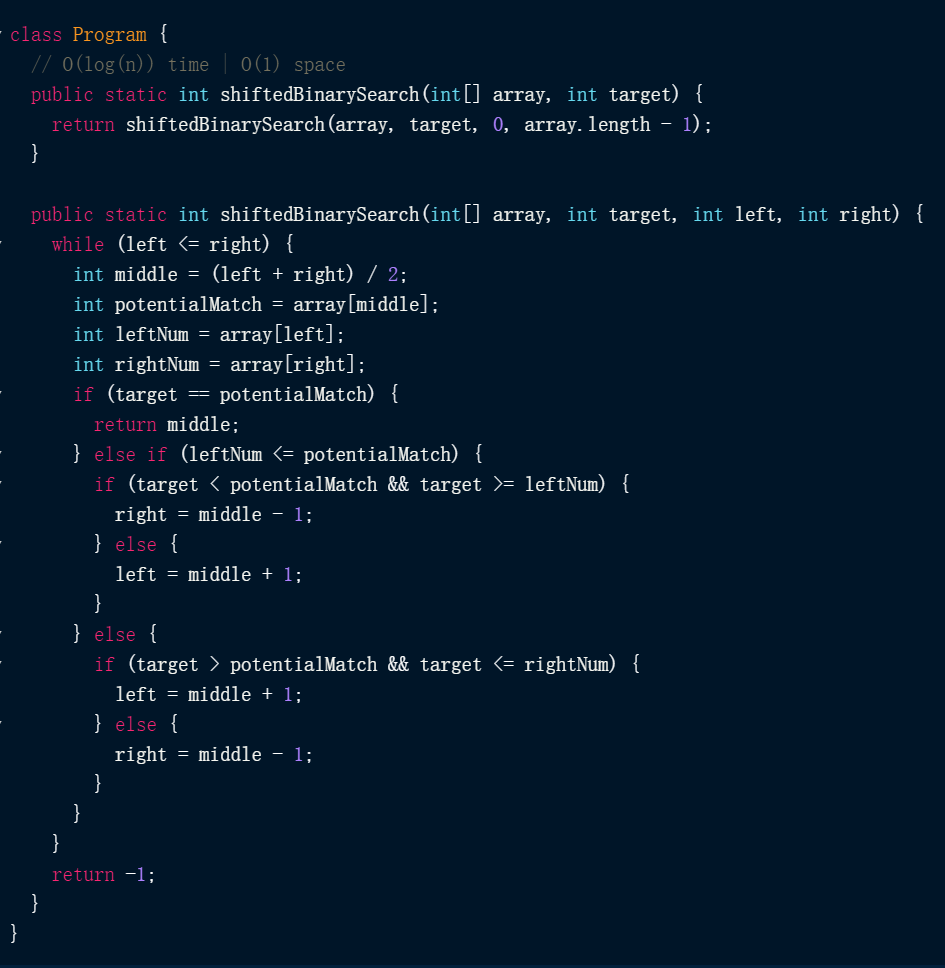 class Program {
  // O(log(n)) time | O(1) space
  public static int shiftedBinarySearch(int[] array, int target) {
    return shiftedBinarySearch(array, target, 0, array.length - 1);
  }

  public static int shiftedBinarySearch(int[] array, int target, int left, int right) {
    while (left <= right) {
      int middle = (left + right) / 2;
      int potentialMatch = array[middle];
      int leftNum = array[left];
      int rightNum = array[right];
      if (target == potentialMatch) {
        return middle;
      } else if (leftNum <= potentialMatch) {
        if (target < potentialMatch && target >= leftNum) {
          right = middle - 1;
        } else {
          left = middle + 1;
        }
      } else {
        if (target > potentialMatch && target <= rightNum) {
          left = middle + 1;
        } else {
          right = middle - 1;
        }
      }
    }
    return -1;
  }
}